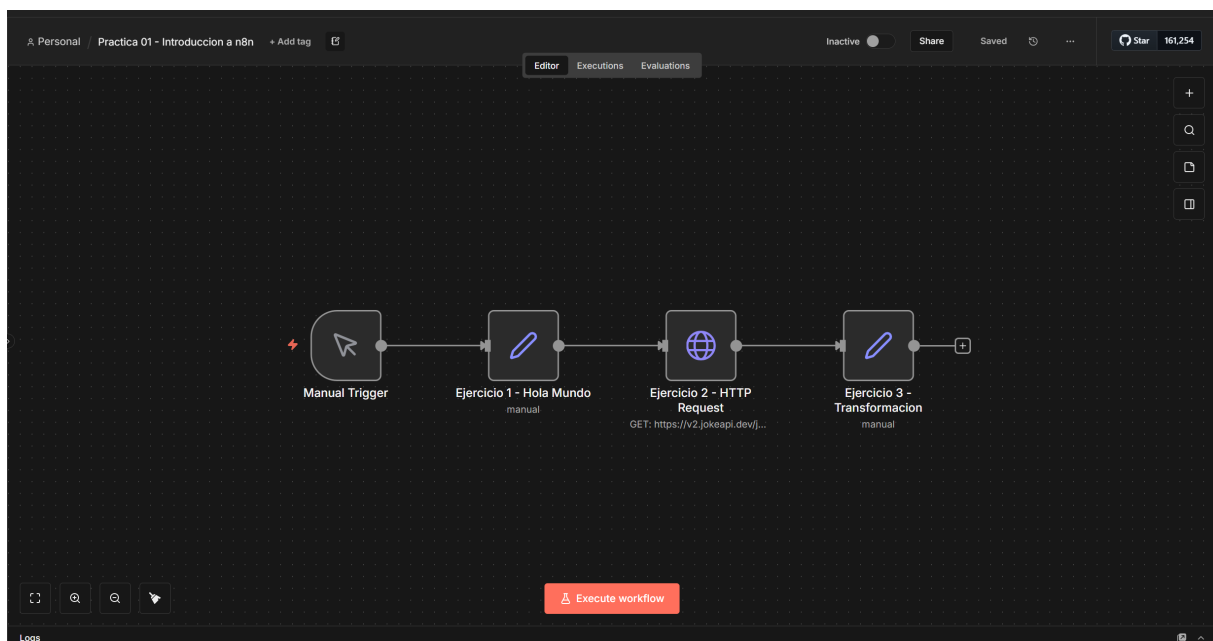 Personal / Practica 01 - Introduccion a n8n + Add tag
Inactive Share Saved ... Star 161,254
Editor Executions Evaluations
Manual Trigger
Ejercicio 1 - Hola Mundo
manual
Ejercicio 2 - HTTP
Request
GET: https://v2.jokeapi.dev/j...
Ejercicio 3 -
Transformacion
manual
Execute workflow
Logs